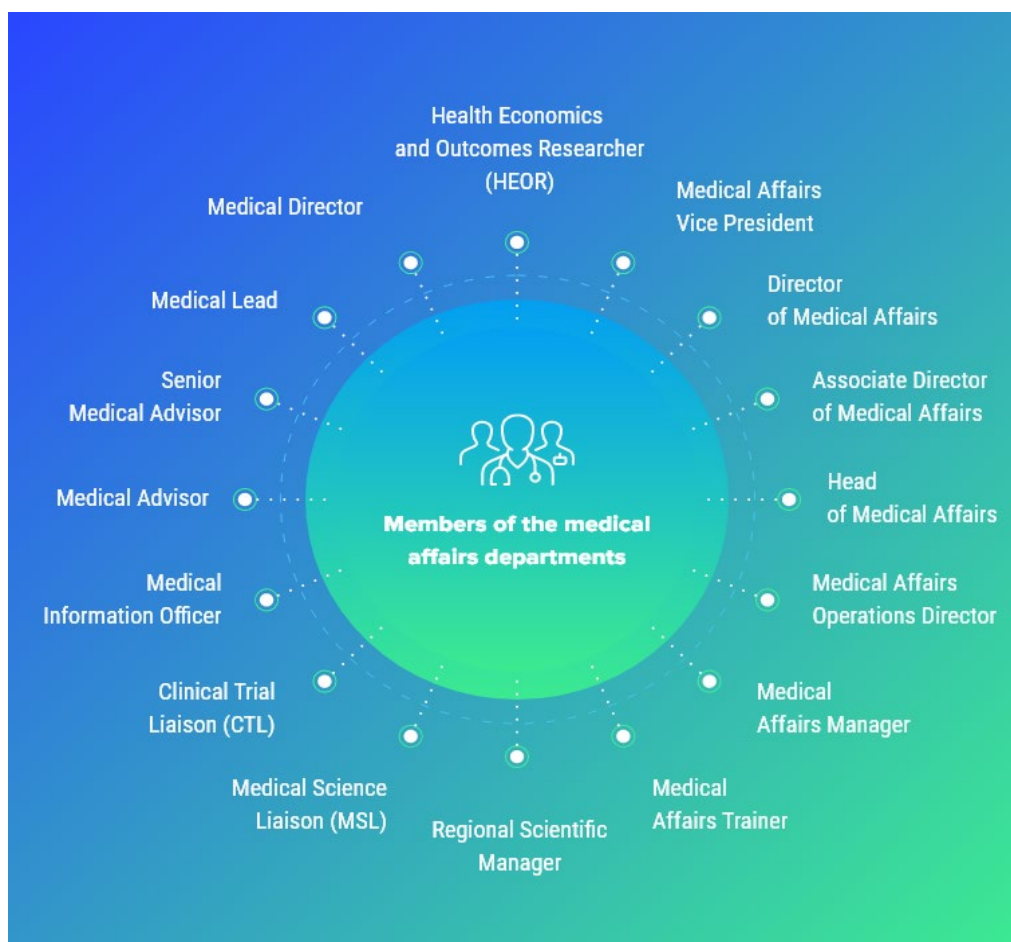 Health Economics
and Outcomes Researcher
(HEOR)
Medical Affairs
Vice President
Director
of Medical Affairs
Associate Director
of Medical Affairs
Head
of Medical Affairs
Medical Affairs
Operations Director
Medical
Affairs Manager
Medical
Affairs Trainer
Regional Scientific
Manager
Medical Science
Liaison (MSL)
Clinical Trial
Liaison (CTL)
Medical
Information Officer
Medical Advisor
Senior
Medical Advisor
Medical Lead
Medical Director
Members of the medical
affairs departments